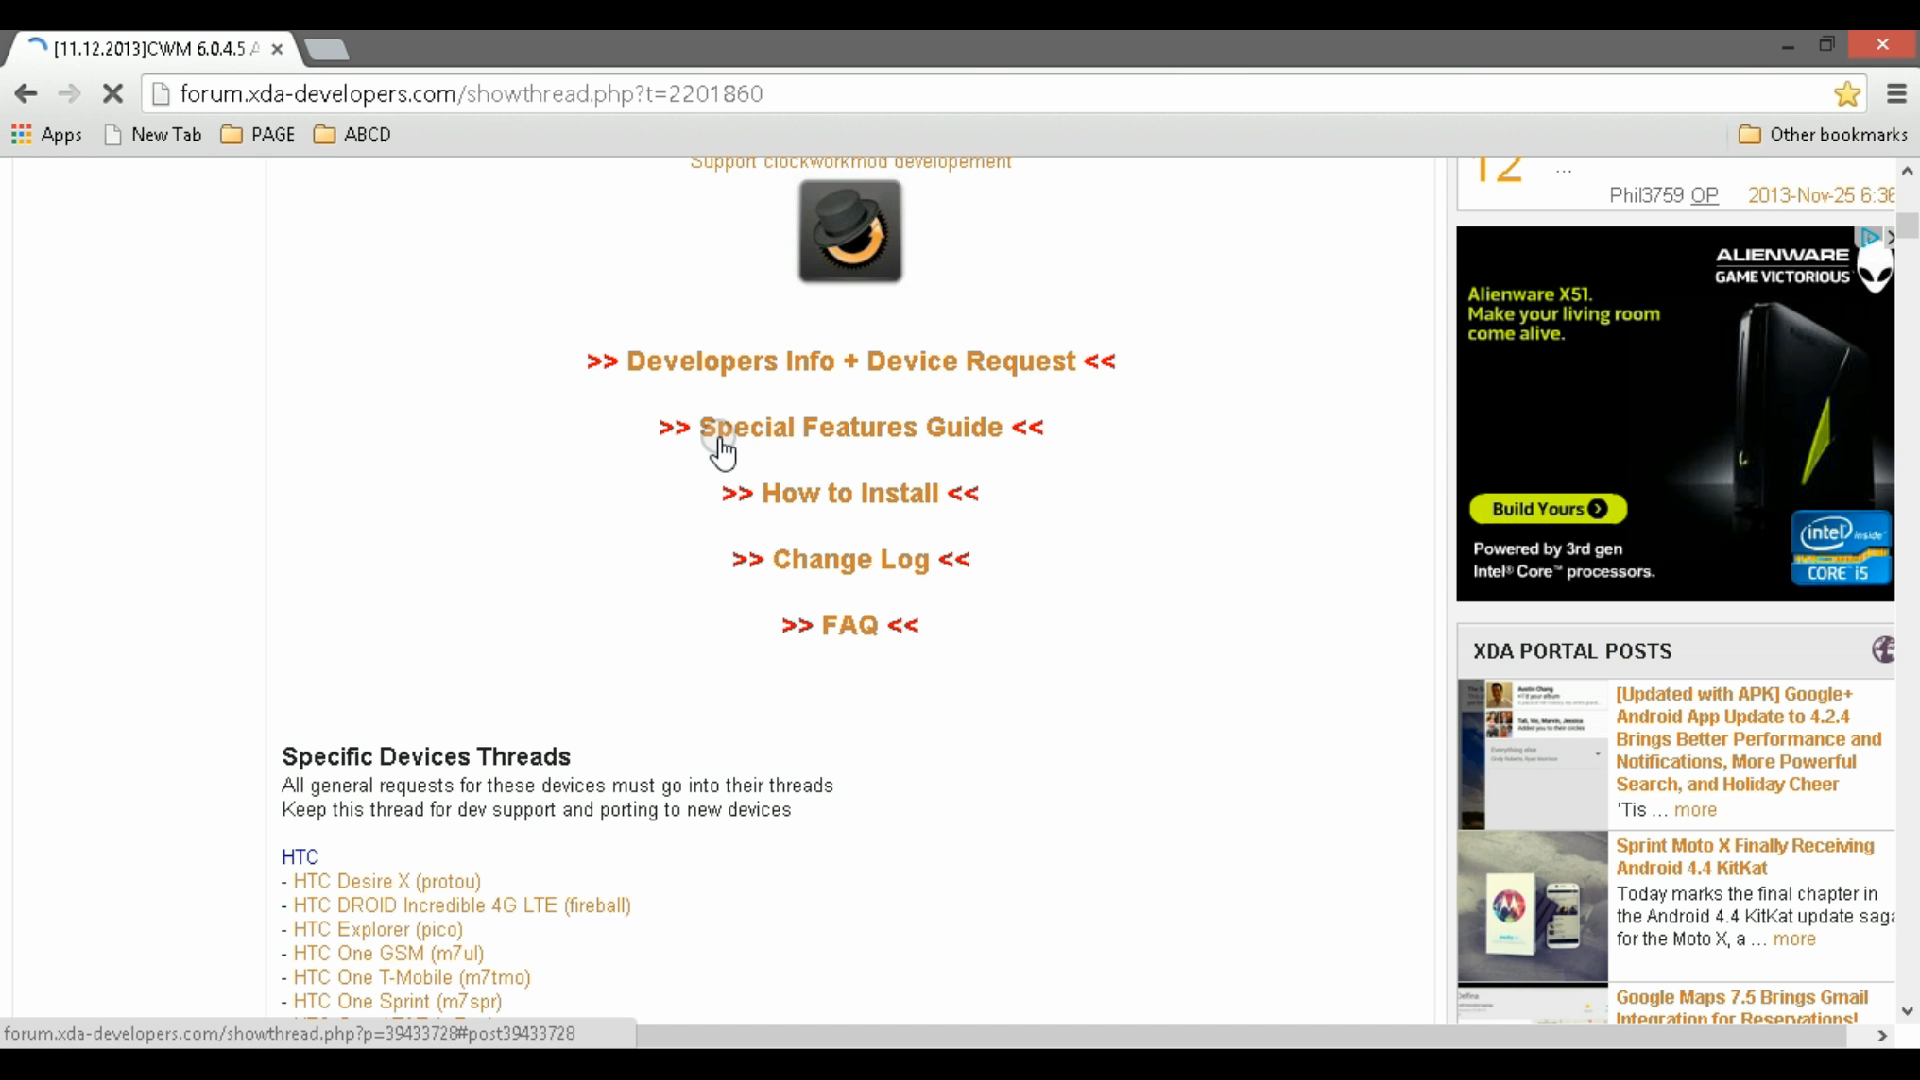 [11.12.2013]CWM 6.0.4.5 A
forum.xda-developers.com/showthread.php?t=2201860
Apps New Tab PAGE ABCD Other bookmarks
Support clockworkmod developement
>> Developers Info + Device Request <<
>> Special Features Guide <<
>> How to Install <<
>> Change Log <<
>> FAQ <<
Specific Devices Threads
All general requests for these devices must go into their threads
Keep this thread for dev support and porting to new devices
HTC
- HTC Desire X (protou)
- HTC DROID Incredible 4G LTE (fireball)
- HTC Explorer (pico)
- HTC One GSM (m7ul)
- HTC One T-Mobile (m7tmo)
- HTC One Sprint (m7spr)
forum.xda-developers.com/showthread.php?p=39433728#post39433728
12 ...
Phil3759 OP 2013-Nov-25 6:36
ALIENWARE
GAME VICTORIOUS
Alienware X51.
Make your living room
come alive.
Build Yours
Powered by 3rd gen
Intel® Core™ processors.
intel inside
CORE i5
XDA PORTAL POSTS
[Updated with APK] Google+
Android App Update to 4.2.4
Brings Better Performance and
Notifications, More Powerful
Search, and Holiday Cheer
'Tis ... more
Sprint Moto X Finally Receiving
Android 4.4 KitKat
Today marks the final chapter in
the Android 4.4 KitKat update saga
for the Moto X, a ... more
Google Maps 7.5 Brings Gmail
Integration for Reservations!